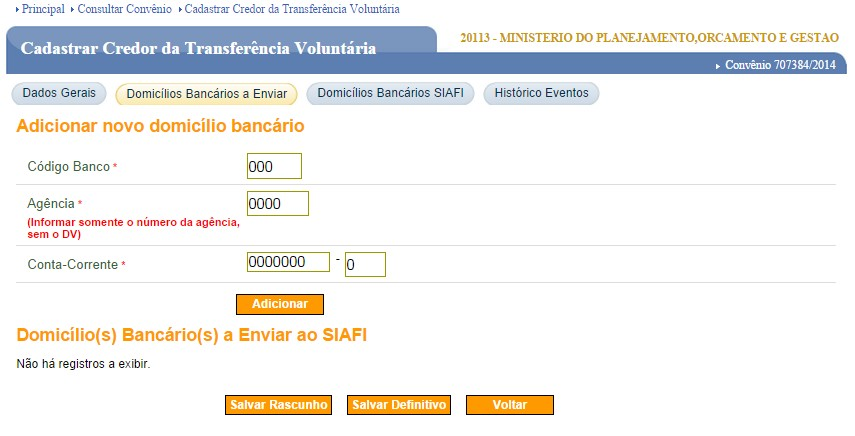 Principal Consultar Convênio Cadastrar Credor da Transferência Voluntária
20113 - MINISTERIO DO PLANEJAMENTO,ORCAMENTO E GESTAO
Cadastrar Credor da Transferência Voluntária
Convênio 707384/2014
Dados Gerais Domicílios Bancários a Enviar Domicílios Bancários SIAFI Histórico Eventos
Adicionar novo domicílio bancário
Código Banco * 000
Agência * 0000
(Informar somente o número da agência,
sem o DV)
Conta-Corrente * 0000000 - 0
Adicionar
Domicílio(s) Bancário(s) a Enviar ao SIAFI
Não há registros a exibir.
Salvar Rascunho Salvar Definitivo Voltar